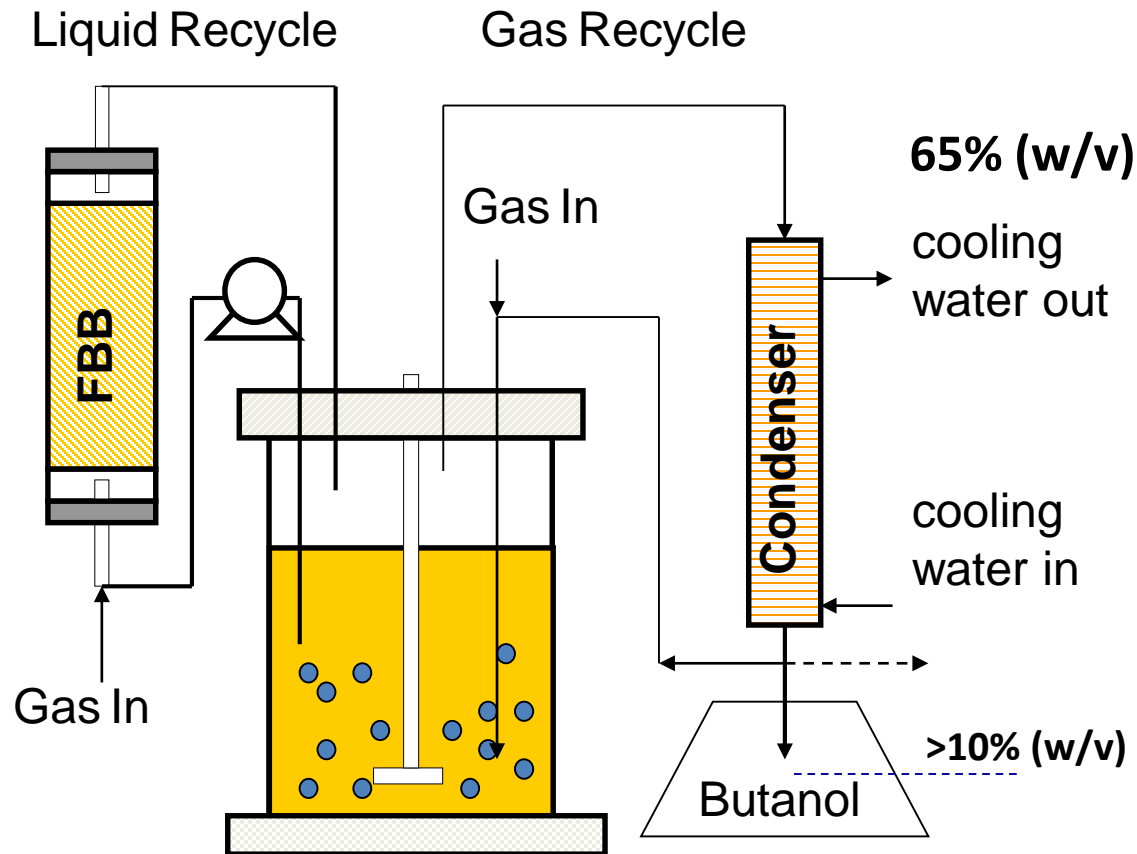 Liquid Recycle
Gas Recycle
65% (w/v)
Gas In
cooling
water out
FBB
Condenser
cooling
water in
Gas In
>10% (w/v)
Butanol